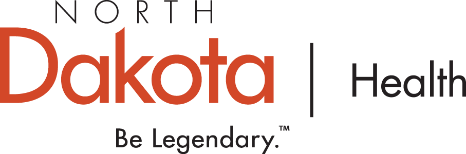 NORTH
Dakota | Health
Be Legendary.™